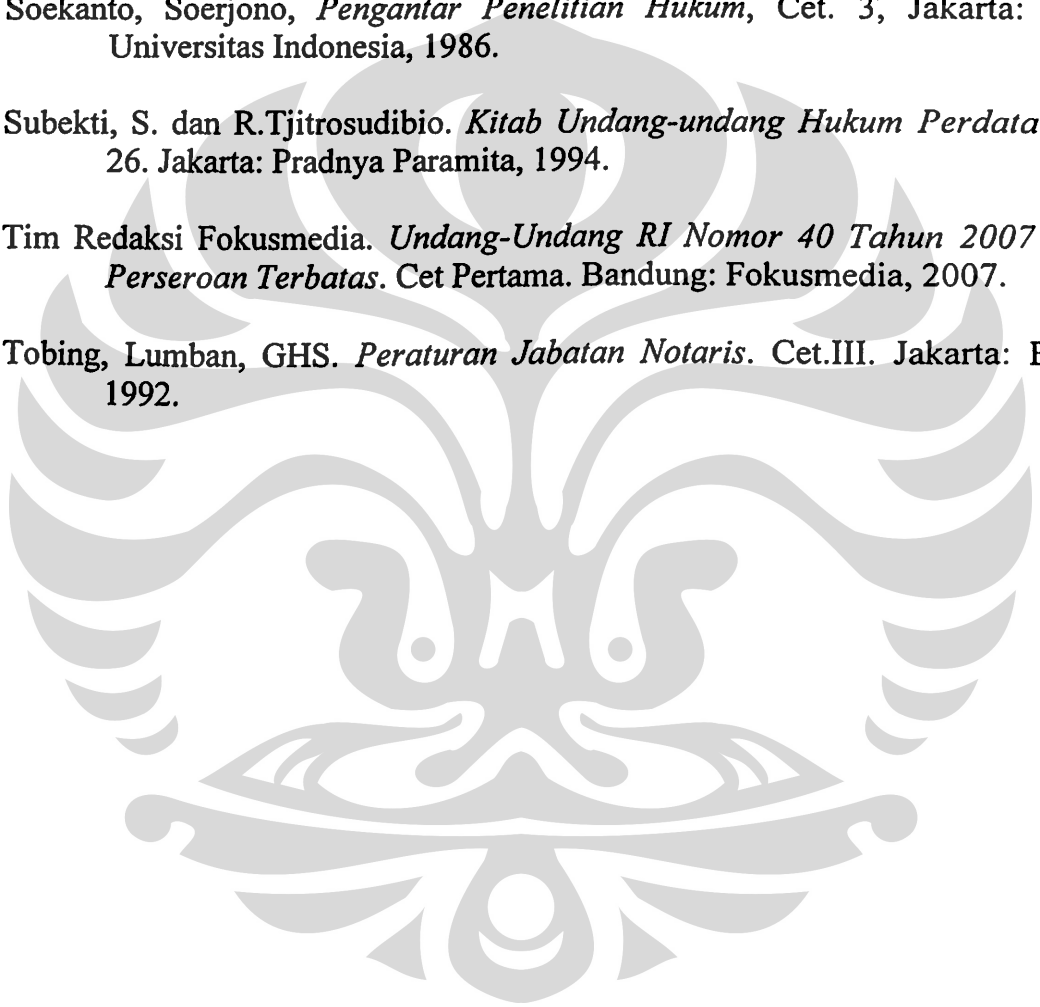 Soekanto, Soerjono, Pengantar Penelitian Hukum, Cet. 3, Jakarta:
Universitas Indonesia, 1986.
Subekti, S. dan R.Tjitrosudibio. Kitab Undang-undang Hukum Perdata
26. Jakarta: Pradnya Paramita, 1994.
Tim Redaksi Fokusmedia. Undang-Undang RI Nomor 40 Tahun 2007
Perseroan Terbatas. Cet Pertama. Bandung: Fokusmedia, 2007.
Tobing, Lumban, GHS. Peraturan Jabatan Notaris. Cet.III. Jakarta:
1992.